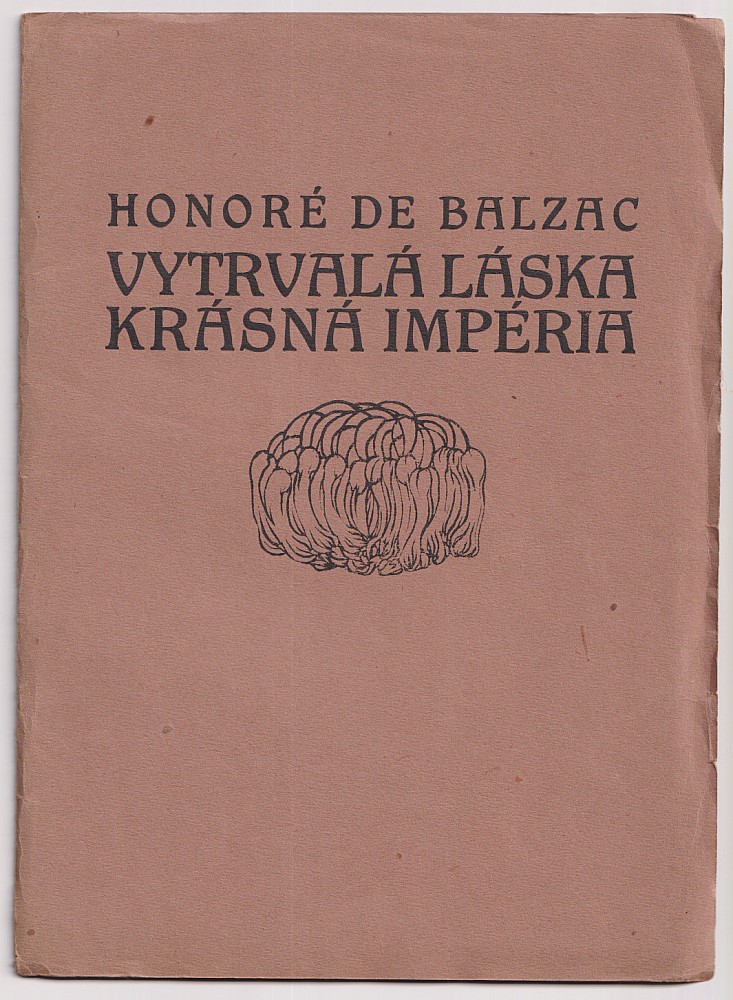 HONORÉ DE BALZAC
VYTRVALÁ LÁSKA
KRÁSNÁ IMPÉRIA